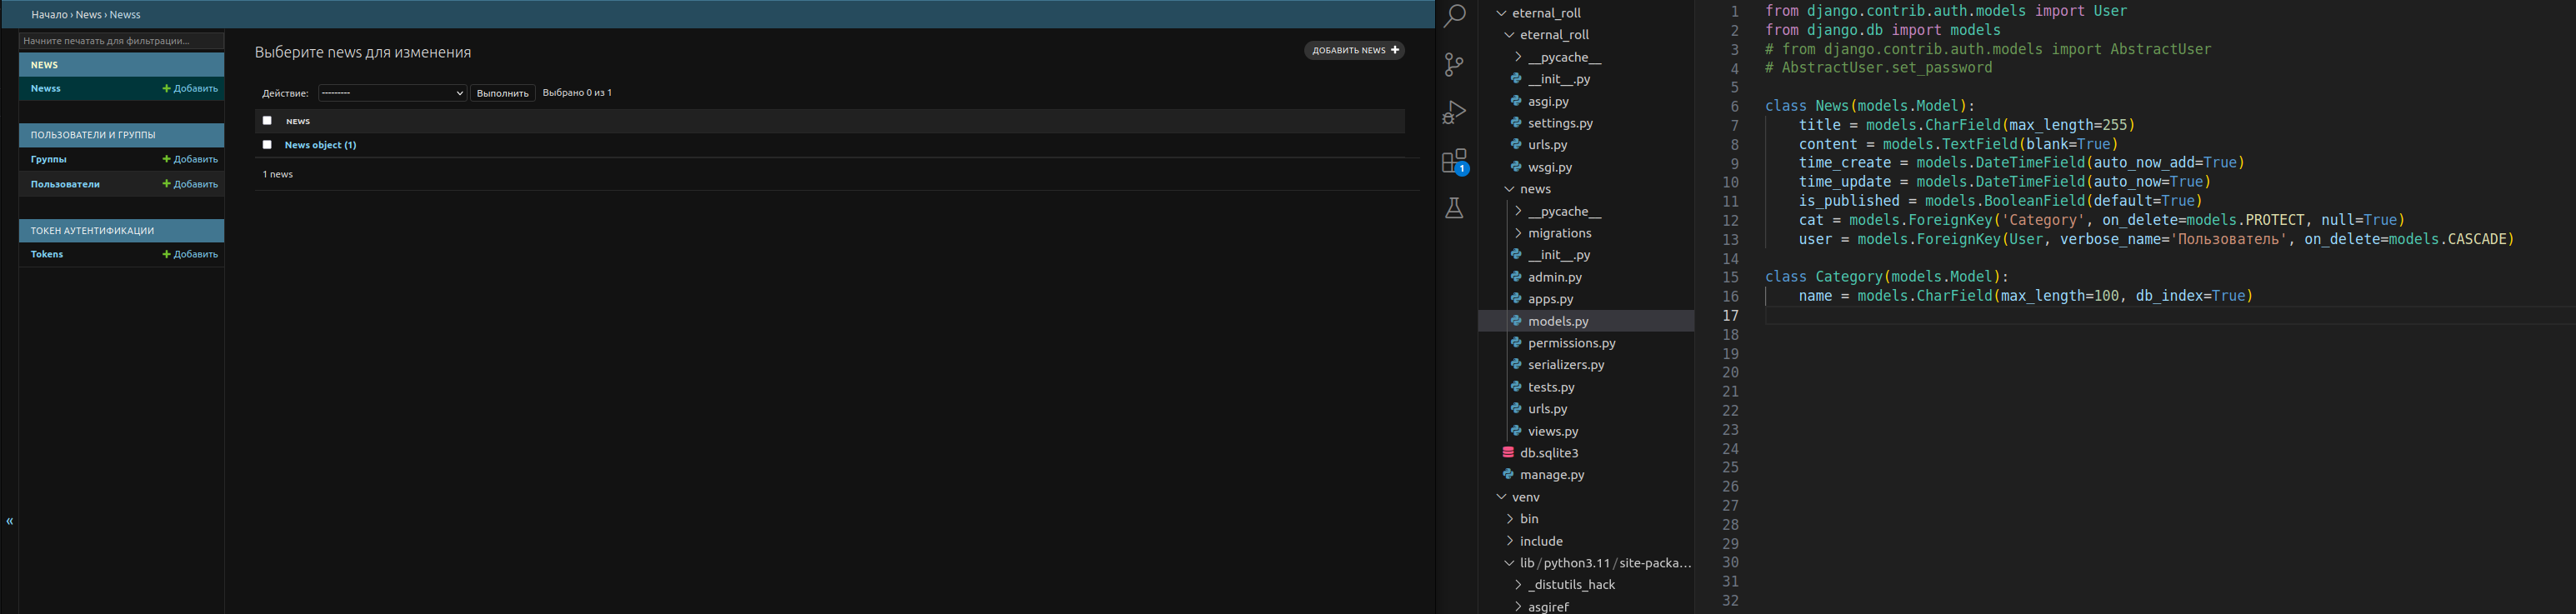 Начало › News › Newss
Начните печатать для фильтрации...
NEWS
Newss
Добавить
ПОЛЬЗОВАТЕЛИ И ГРУППЫ
Группы
Добавить
Пользователи
Добавить
ТОКЕН АУТЕНТИФИКАЦИИ
Tokens
Добавить
«
Выберите news для изменения
ДОБАВИТЬ NEWS
Действие: --------- Выполнить Выбрано 0 из 1
NEWS
News object (1)
1 news
1
eternal_roll
eternal_roll
__pycache__
__init__.py
asgi.py
settings.py
urls.py
wsgi.py
news
__pycache__
migrations
__init__.py
admin.py
apps.py
models.py
permissions.py
serializers.py
tests.py
urls.py
views.py
db.sqlite3
manage.py
venv
bin
include
lib / python3.11 / site-packa...
_distutils_hack
asgiref
1 from django.contrib.auth.models import User
2 from django.db import models
3 # from django.contrib.auth.models import AbstractUser
4 # AbstractUser.set_password
5
6 class News(models.Model):
7 title = models.CharField(max_length=255)
8 content = models.TextField(blank=True)
9 time_create = models.DateTimeField(auto_now_add=True)
10 time_update = models.DateTimeField(auto_now=True)
11 is_published = models.BooleanField(default=True)
12 cat = models.ForeignKey('Category', on_delete=models.PROTECT, null=True)
13 user = models.ForeignKey(User, verbose_name='Пользователь', on_delete=models.CASCADE)
14
15 class Category(models.Model):
16 name = models.CharField(max_length=100, db_index=True)
17
18
19
20
21
22
23
24
25
26
27
28
29
30
31
32